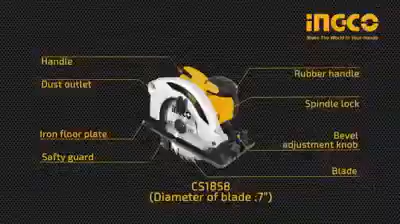 INGCO
Make The World In Your Hands
Handle
Dust outlet
Iron floor plate
Safty guard
Rubber handle
Spindle lock
Bevel
adjustment knob
Blade
CS1858
(Diameter of blade :7")